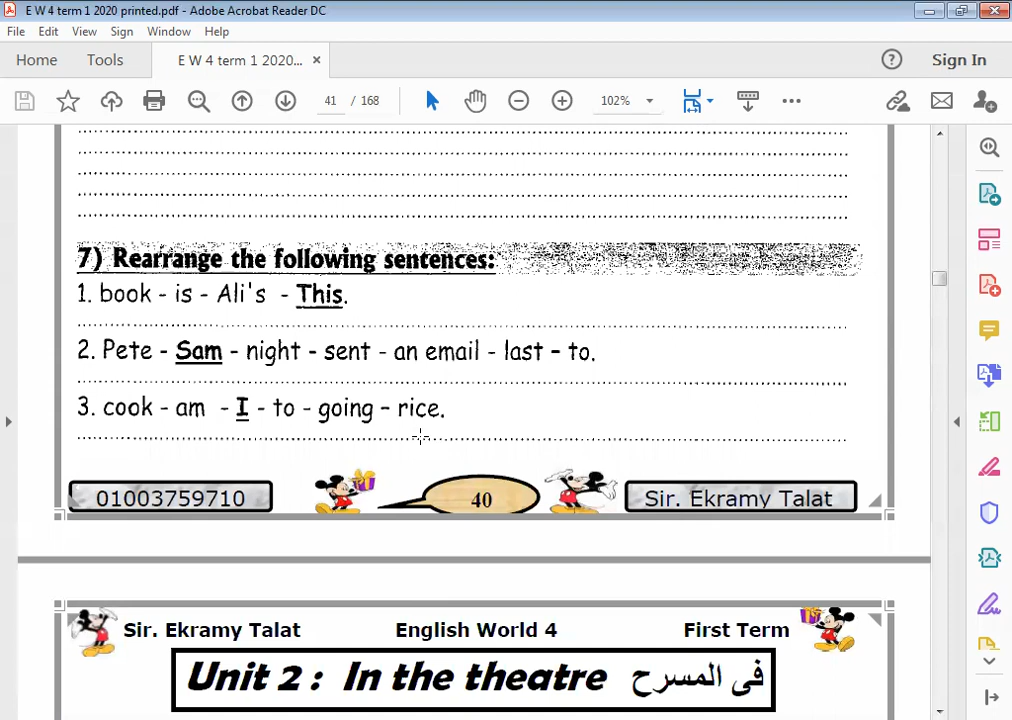 E W 4 term 1 2020 printed.pdf - Adobe Acrobat Reader DC
File Edit View Sign Window Help
Home Tools E W 4 term 1 2020... × Sign In
41 / 168 102%
7) Rearrange the following sentences:
1. book - is - Ali's - This.
2. Pete - Sam - night - sent - an email - last - to.
3. cook - am - I - to - going - rice.
01003759710 40 Sir. Ekramy Talat
Sir. Ekramy Talat English World 4 First Term
Unit 2 : In the theatre فى المسرح